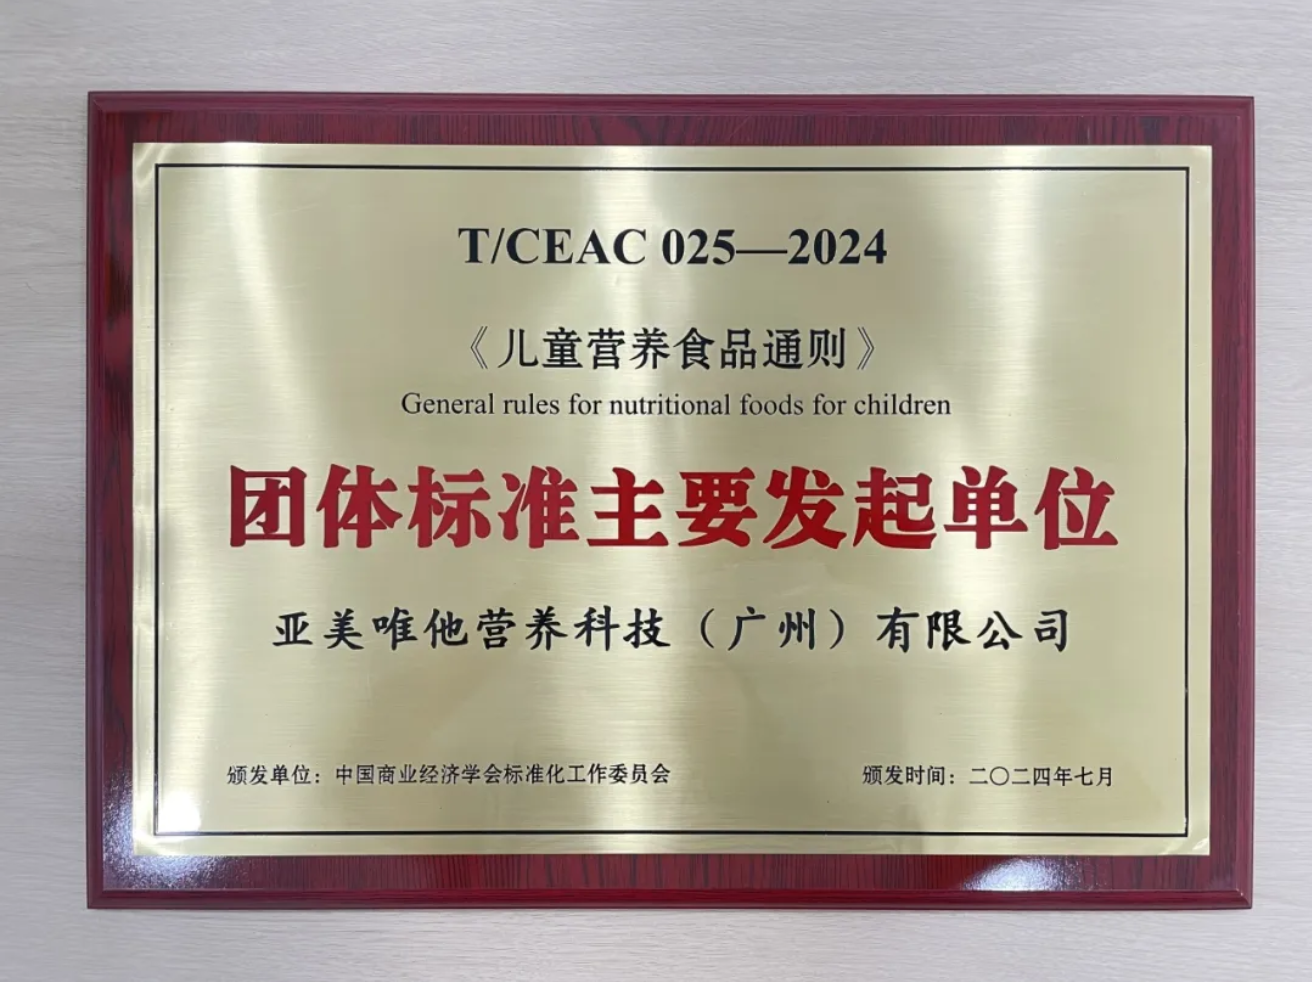 T/CEAC 025—2024
《儿童营养食品通则》
General rules for nutritional foods for children
团体标准主要发起单位
亚美唯他营养科技（广州）有限公司
颁发单位：中国商业经济学会标准化工作委员会 颁发时间：二〇二四年七月